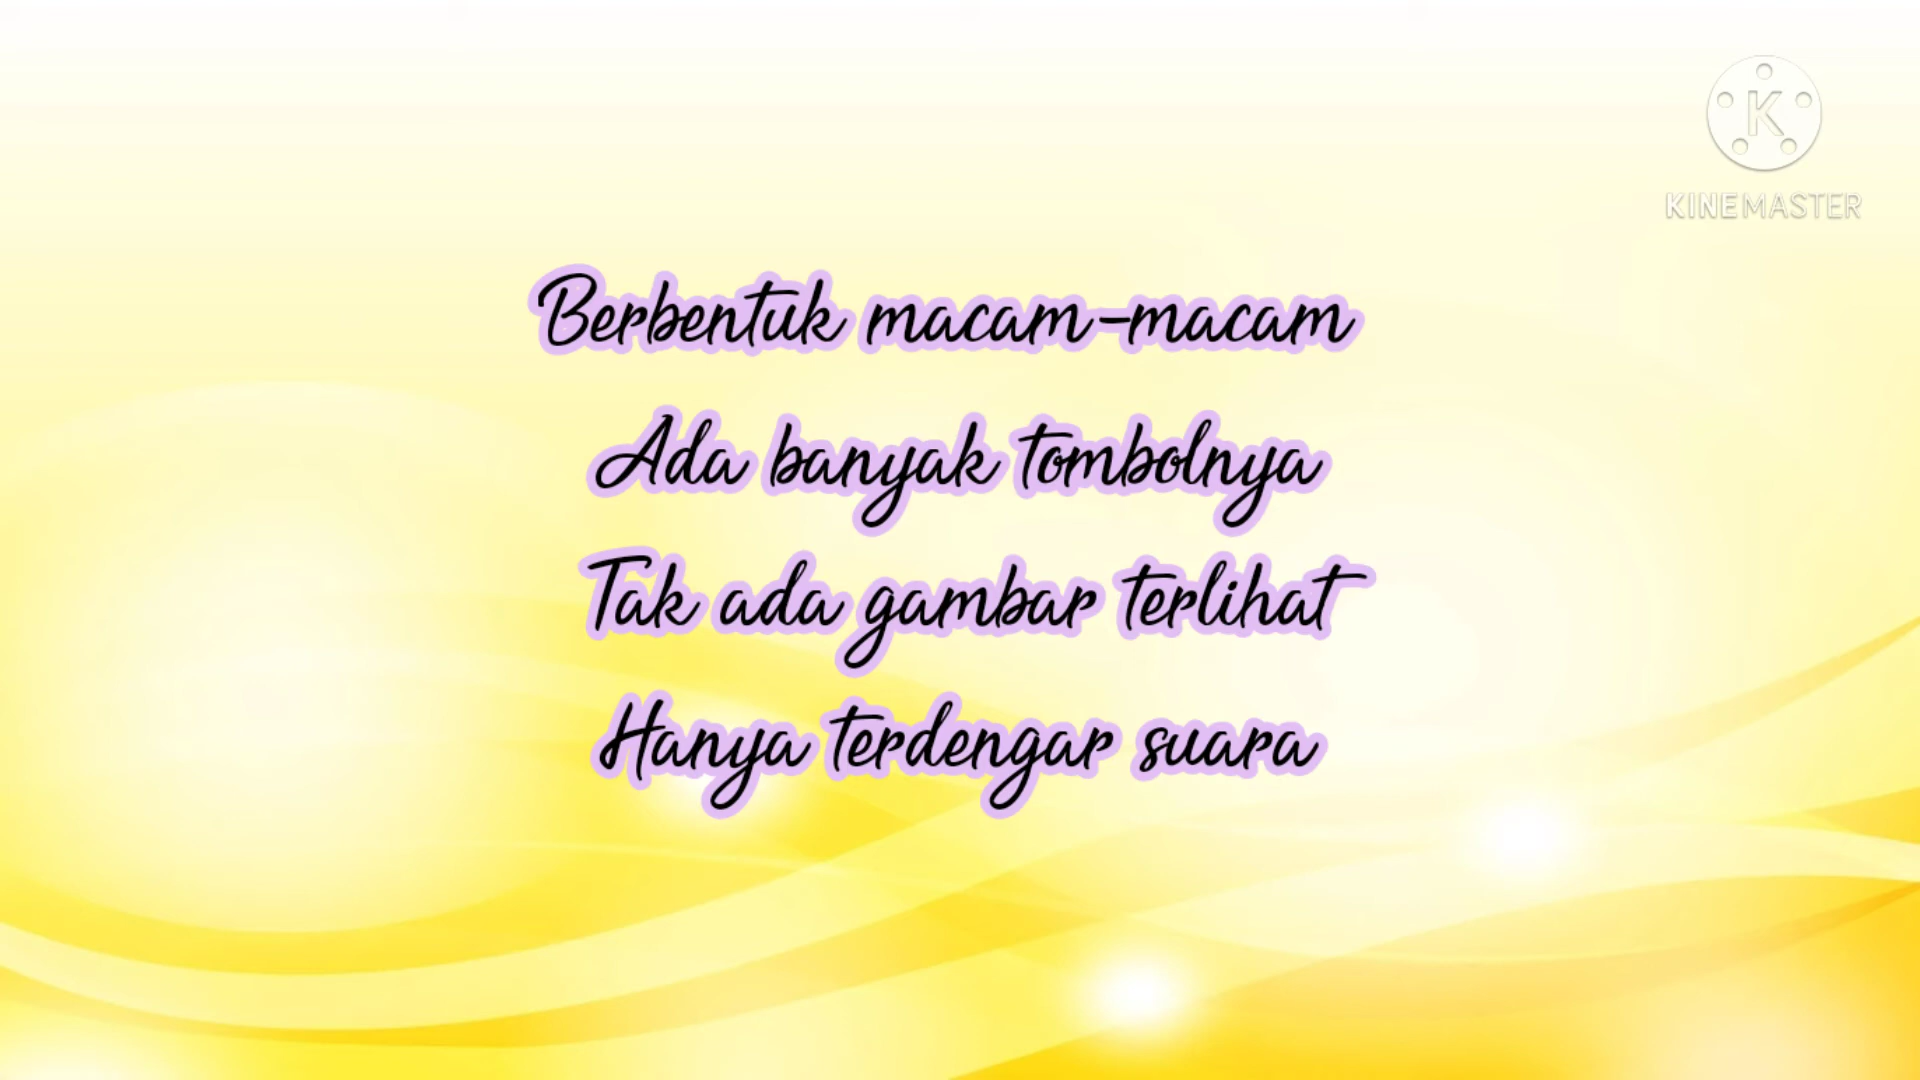 K
KINEMASTER
Berbentuk macam-macam
Ada banyak tombolnya
Tak ada gambar terlihat
Hanya terdengar suara